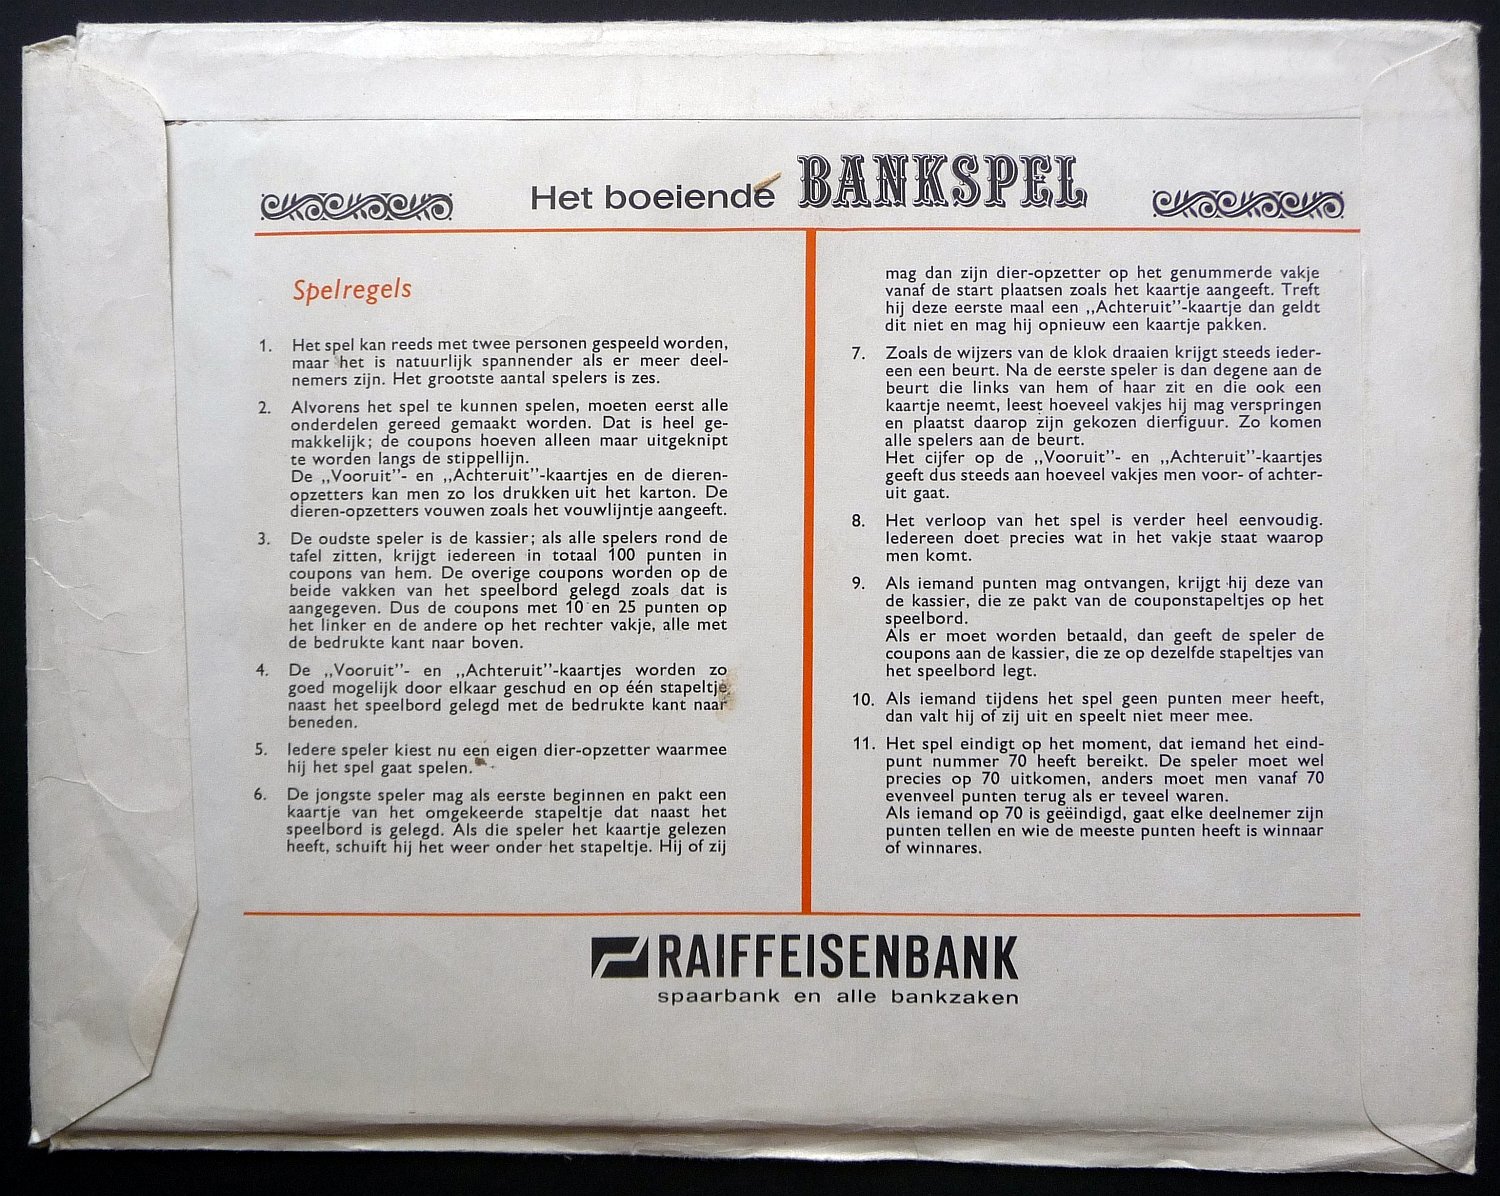 Het boeiende BANKSPEL
Spelregels
1. Het spel kan reeds met twee personen gespeeld worden,
maar het is natuurlijk spannender als er meer deel-
nemers zijn. Het grootste aantal spelers is zes.
2. Alvorens het spel te kunnen spelen, moeten eerst alle
onderdelen gereed gemaakt worden. Dat is heel ge-
makkelijk; de coupons hoeven alleen maar uitgeknipt
te worden langs de stippellijn.
De „Vooruit”- en „Achteruit”-kaartjes en de dieren-
opzetters kan men zo los drukken uit het karton. De
dieren-opzetters vouwen zoals het vouwlijntje aangeeft.
3. De oudste speler is de kassier; als alle spelers rond de
tafel zitten, krijgt iedereen in totaal 100 punten in
coupons van hem. De overige coupons worden op de
beide vakken van het speelbord gelegd zoals dat is
aangegeven. Dus de coupons met 10 en 25 punten op
het linker en de andere op het rechter vakje, alle met
de bedrukte kant naar boven.
4. De „Vooruit”- en „Achteruit”-kaartjes worden zo
goed mogelijk door elkaar geschud en op één stapeltje
naast het speelbord gelegd met de bedrukte kant naar
beneden.
5. Iedere speler kiest nu een eigen dier-opzetter waarmee
hij het spel gaat spelen.
6. De jongste speler mag als eerste beginnen en pakt een
kaartje van het omgekeerde stapeltje dat naast het
speelbord is gelegd. Als die speler het kaartje gelezen
heeft, schuift hij het weer onder het stapeltje. Hij of zij
mag dan zijn dier-opzetter op het genummerde vakje
vanaf de start plaatsen zoals het kaartje aangeeft. Treft
hij deze eerste maal een „Achteruit”-kaartje dan geldt
dit niet en mag hij opnieuw een kaartje pakken.
7. Zoals de wijzers van de klok draaien krijgt steeds ieder-
een een beurt. Na de eerste speler is dan degene aan de
beurt die links van hem of haar zit en die ook een
kaartje neemt, leest hoeveel vakjes hij mag verspringen
en plaatst daarop zijn gekozen dierfiguur. Zo komen
alle spelers aan de beurt.
Het cijfer op de „Vooruit”- en „Achteruit”-kaartjes
geeft dus steeds aan hoeveel vakjes men voor- of achter-
uit gaat.
8. Het verloop van het spel is verder heel eenvoudig.
Iedereen doet precies wat in het vakje staat waarop
men komt.
9. Als iemand punten mag ontvangen, krijgt hij deze van
de kassier, die ze pakt van de couponstapeltjes op het
speelbord.
Als er moet worden betaald, dan geeft de speler de
coupons aan de kassier, die ze op dezelfde stapeltjes van
het speelbord legt.
10. Als iemand tijdens het spel geen punten meer heeft,
dan valt hij of zij uit en speelt niet meer mee.
11. Het spel eindigt op het moment, dat iemand het eind-
punt nummer 70 heeft bereikt. De speler moet wel
precies op 70 uitkomen, anders moet men vanaf 70
evenveel punten terug als er teveel waren.
Als iemand op 70 is geëindigd, gaat elke deelnemer zijn
punten tellen en wie de meeste punten heeft is winnaar
of winnares.
RAIFFEISENBANK
spaarbank en alle bankzaken